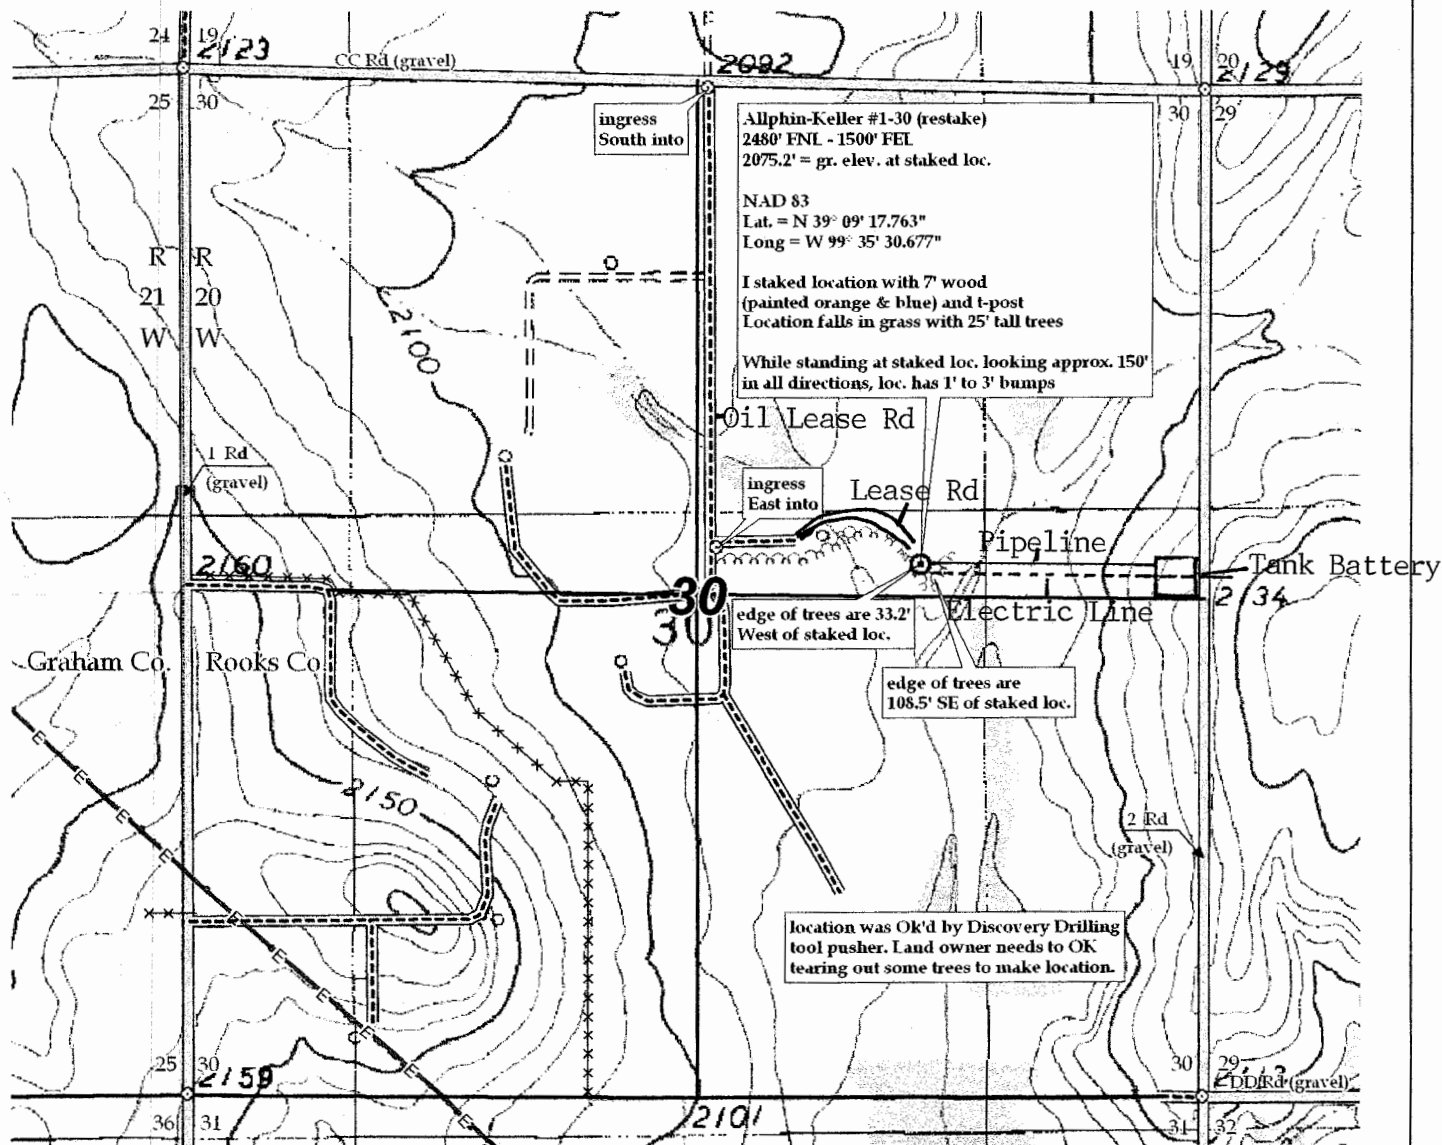 24 19
2123
CC Rd (gravel)
2092
19 20
2129
25 30
30 29
ingress
South into
Allphin-Keller #1-30 (restake)
2480' FNL - 1500' FEL
2075.2' = gr. elev. at staked loc.
NAD 83
Lat. = N 39° 09' 17.763"
Long = W 99° 35' 30.677"
I staked location with 7' wood
(painted orange & blue) and t-post
Location falls in grass with 25' tall trees
While standing at staked loc. looking approx. 150'
in all directions, loc. has 1' to 3' bumps
R R
21 20
W W
2100
Oil Lease Rd
1 Rd
(gravel)
ingress
East into
Lease Rd
Pipeline
Tank Battery
2160
30
30
2 34
Electric Line
edge of trees are 33.2'
West of staked loc.
Graham Co. Rooks Co.
edge of trees are
108.5' SE of staked loc.
E
E
E
E
E
E
E
E
E
E
2150
2 Rd
(gravel)
location was Ok'd by Discovery Drilling
tool pusher. Land owner needs to OK
tearing out some trees to make location.
25 30
2159
30 29
DD Rd (gravel)
2101
36 31
31 32